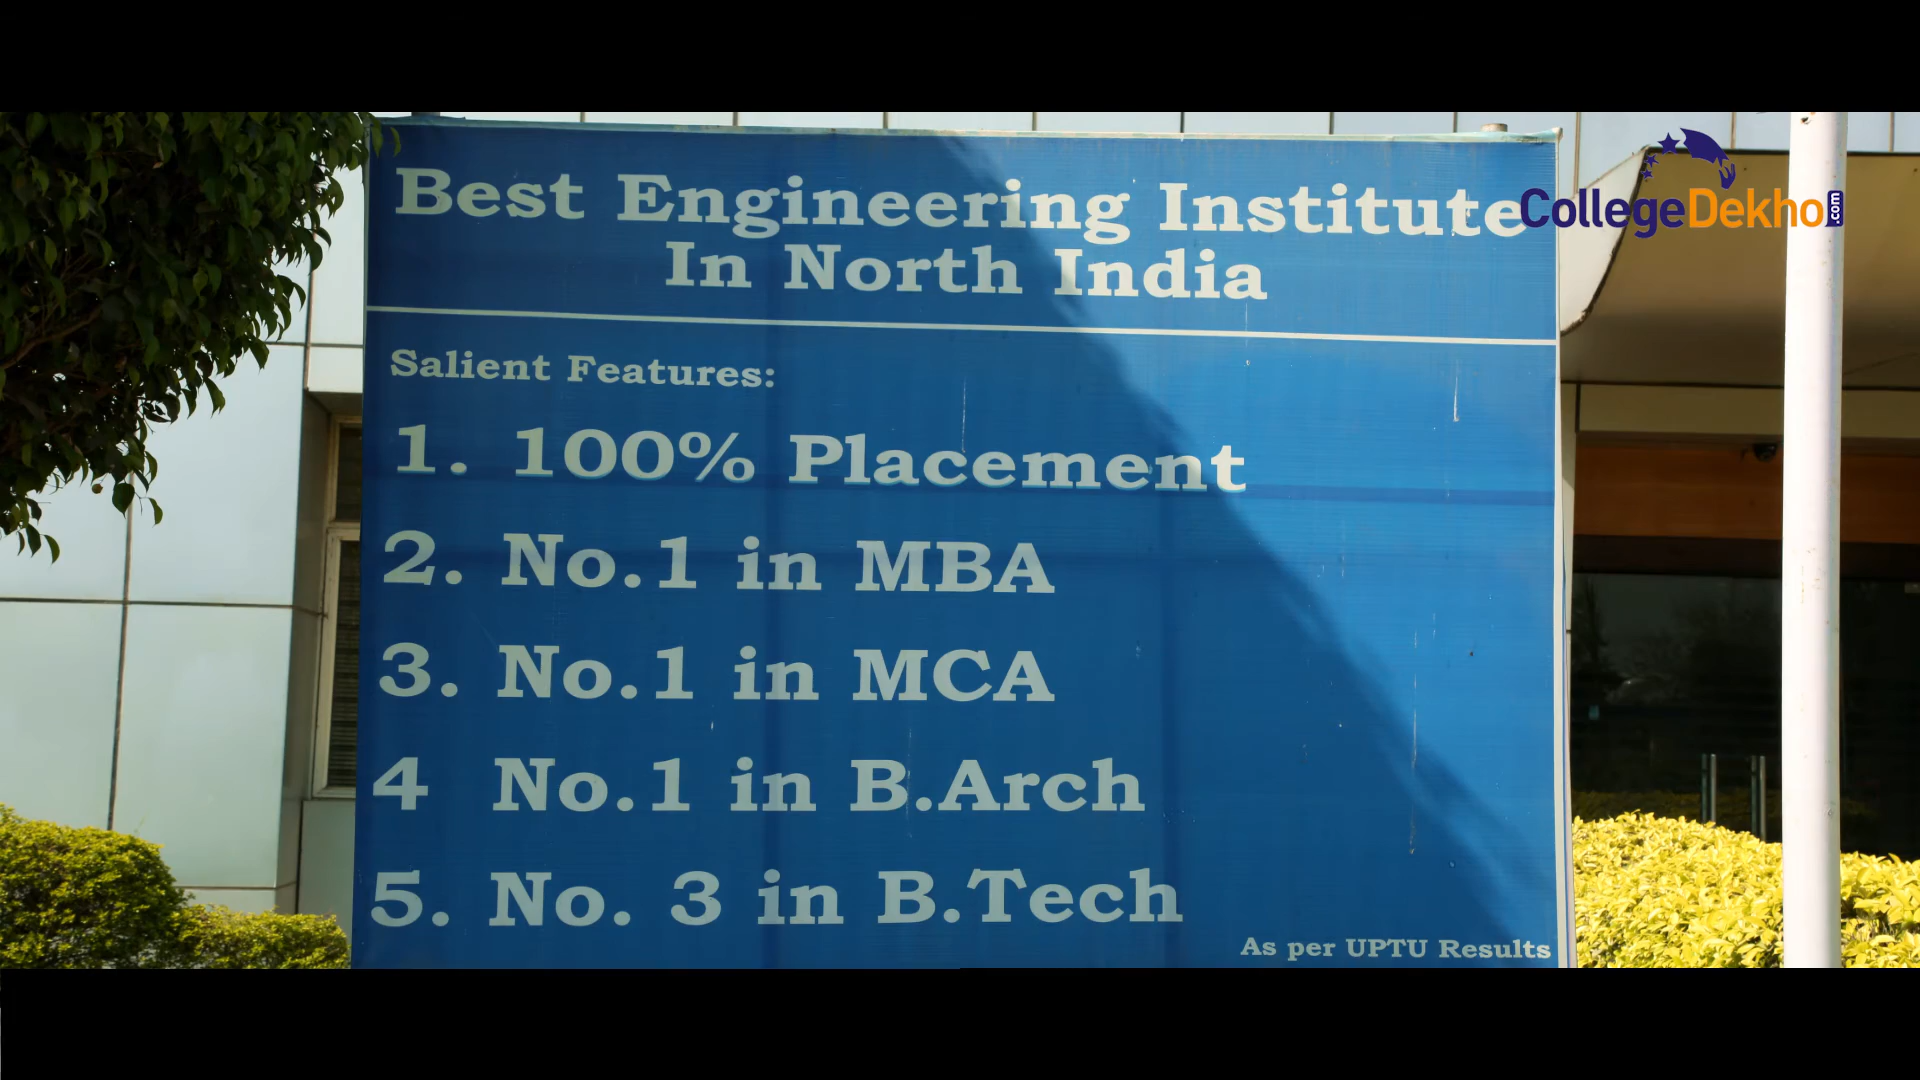 Best Engineering Institute
In North India
CollegeDekho.com
Salient Features:
1. 100% Placement
2. No.1 in MBA
3. No.1 in MCA
4 No.1 in B.Arch
5. No. 3 in B.Tech
As per UPTU Results